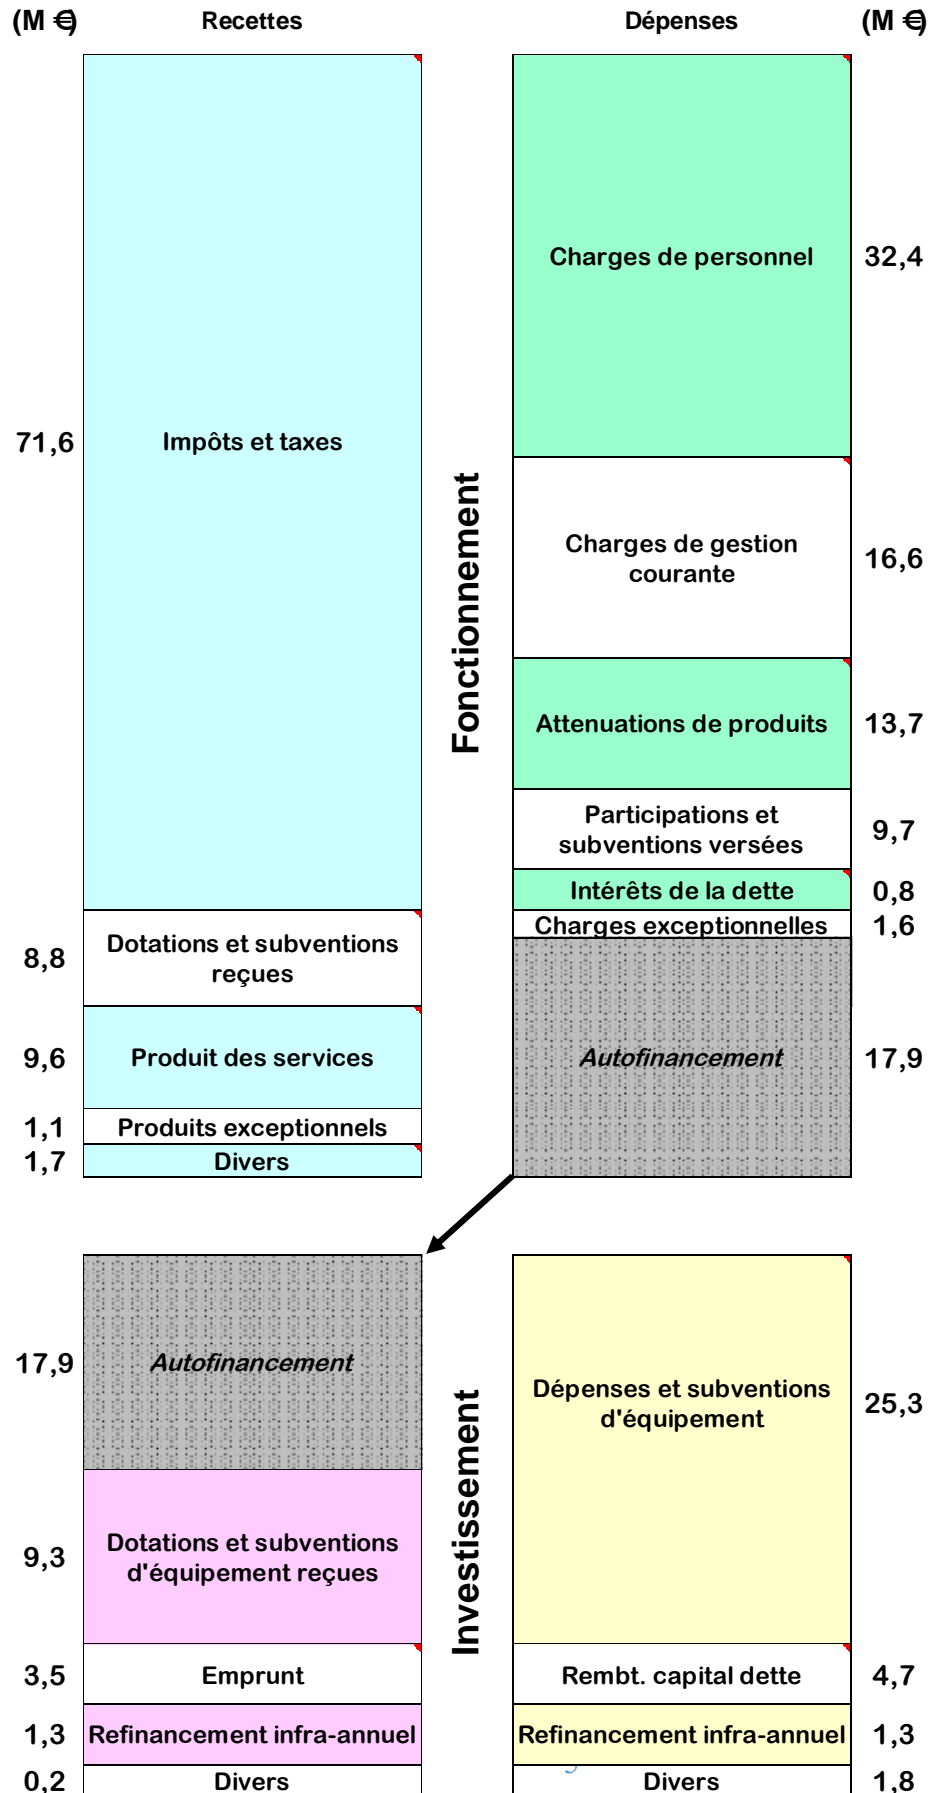 (M €)
Recettes
Dépenses
(M €)
71,6
Impôts et taxes
8,8
Dotations et subventions
reçues
9,6
Produit des services
1,1
Produits exceptionnels
1,7
Divers
Fonctionnement
Charges de personnel
32,4
Charges de gestion
courante
16,6
Attenuations de produits
13,7
Participations et
subventions versées
9,7
Intérêts de la dette
0,8
Charges exceptionnelles
1,6
Autofinancement
17,9
17,9
Autofinancement
9,3
Dotations et subventions
d'équipement reçues
3,5
Emprunt
1,3
Refinancement infra-annuel
0,2
Divers
Investissement
Dépenses et subventions
d'équipement
25,3
Rembt. capital dette
4,7
Refinancement infra-annuel
1,3
Divers
1,8